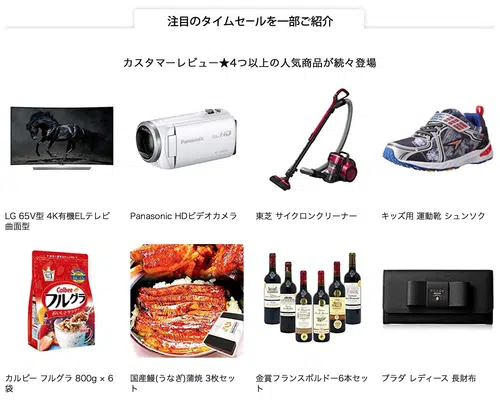 注目のタイムセールを一部ご紹介
カスタマーレビュー★4つ以上の人気商品が続々登場
LG 65V型 4K有機ELテレビ
曲面型
Panasonic HDビデオカメラ
東芝 サイクロンクリーナー
キッズ用 運動靴 シュンソク
Panasonic
HD
Calbee
フルグラ
カルビー フルグラ 800g × 6
袋
国産鰻(うなぎ)蒲焼 3枚セッ
ト
金賞フランスボルドー6本セッ
ト
プラダ レディース 長財布